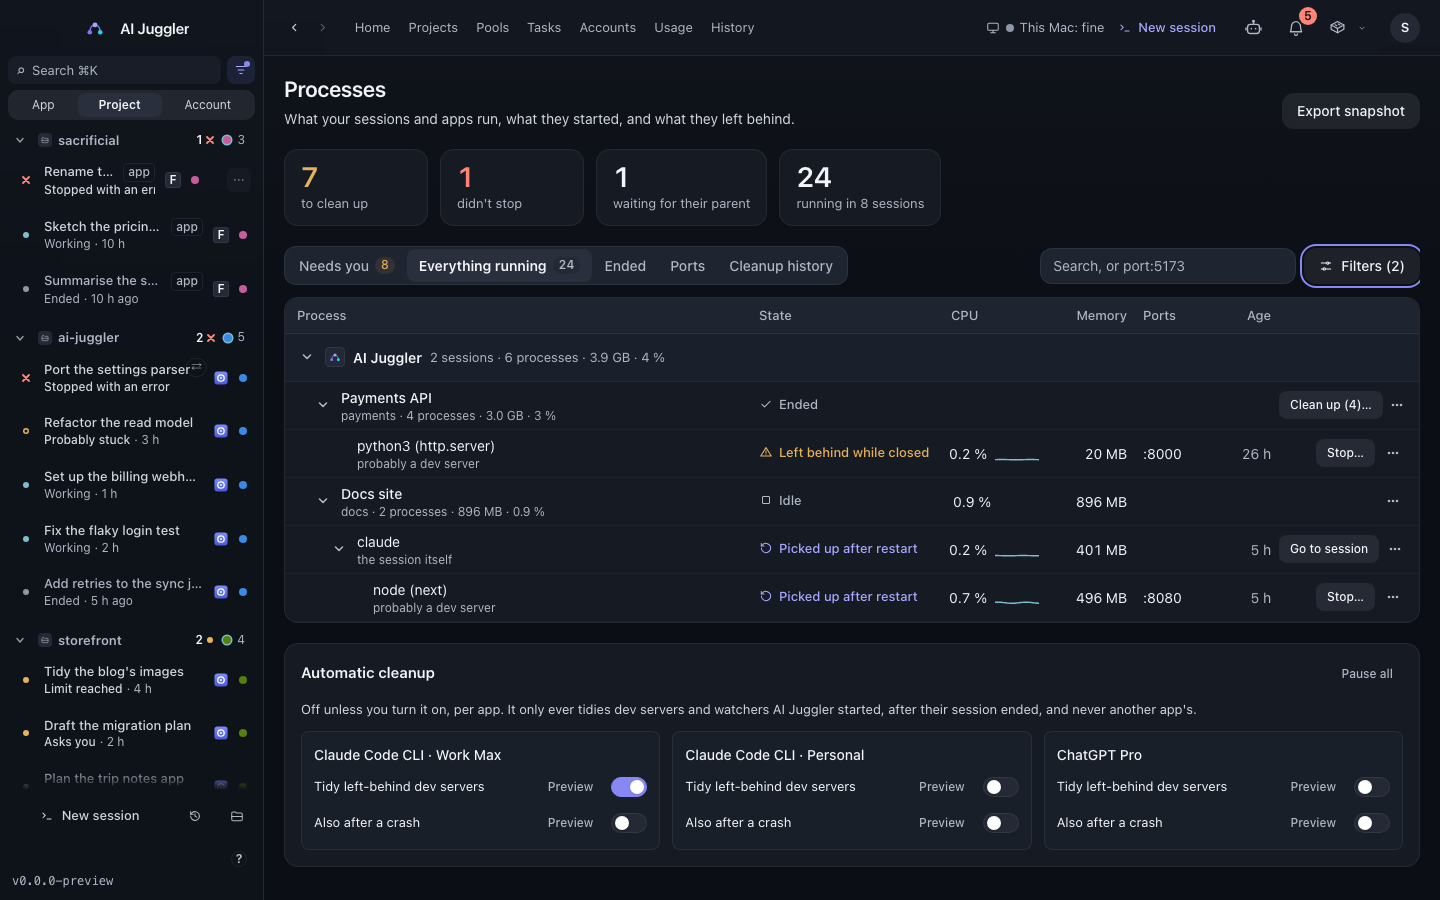 AI Juggler
Search ⌘K
App Project Account
sacrificial 1 3
Rename t... app F
Stopped with an err
Sketch the pricin... app F
Working · 10 h
Summarise the s... app F
Ended · 10 h ago
ai-juggler 2 5
Port the settings parser
Stopped with an error
Refactor the read model
Probably stuck · 3 h
Set up the billing webh...
Working · 1 h
Fix the flaky login test
Working · 2 h
Add retries to the sync j...
Ended · 5 h ago
storefront 2 4
Tidy the blog's images
Limit reached · 4 h
Draft the migration plan
Asks you · 2 h
Plan the trip notes app
New session
?
v0.0.0-preview
Home Projects Pools Tasks Accounts Usage History
This Mac: fine New session 5 S
Processes
What your sessions and apps run, what they started, and what they left behind.
Export snapshot
7
to clean up
1
didn't stop
1
waiting for their parent
24
running in 8 sessions
Needs you 8 Everything running 24 Ended Ports Cleanup history
Search, or port:5173 Filters (2)
Process State CPU Memory Ports Age
AI Juggler 2 sessions · 6 processes · 3.9 GB · 4 %
Payments API
payments · 4 processes · 3.0 GB · 3 %
Ended Clean up (4)... ···
python3 (http.server)
probably a dev server
Left behind while closed 0.2 % 20 MB :8000 26 h Stop... ···
Docs site
docs · 2 processes · 896 MB · 0.9 %
Idle 0.9 % 896 MB ···
claude
the session itself
Picked up after restart 0.2 % 401 MB 5 h Go to session ···
node (next)
probably a dev server
Picked up after restart 0.7 % 496 MB :8080 5 h Stop... ···
Automatic cleanup Pause all
Off unless you turn it on, per app. It only ever tidies dev servers and watchers AI Juggler started, after their session ended, and never another app's.
Claude Code CLI · Work Max
Tidy left-behind dev servers Preview
Also after a crash Preview
Claude Code CLI · Personal
Tidy left-behind dev servers Preview
Also after a crash Preview
ChatGPT Pro
Tidy left-behind dev servers Preview
Also after a crash Preview